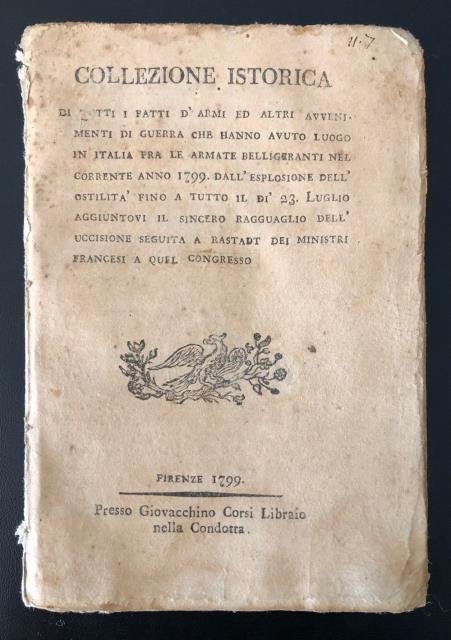 11.7
COLLEZIONE ISTORICA
DI TUTTI I FATTI D' ARMI ED ALTRI AVVENI-
MENTI DI GUERRA CHE HANNO AVUTO LUOGO
IN ITALIA FRA LE ARMATE BELLIGERANTI NEL
CORRENTE ANNO 1799. DALL' ESPLOSIONE DELL'
OSTILITA' FINO A TUTTO IL DI' 23. LUGLIO
AGGIUNTOVI IL SINCERO RAGGUAGLIO DELL'
UCCISIONE SEGUITA A RASTADT DEI MINISTRI
FRANCESI A QUEL CONGRESSO
FIRENZE 1799.
Presso Giovacchino Corsi Libraio
nella Condotta.